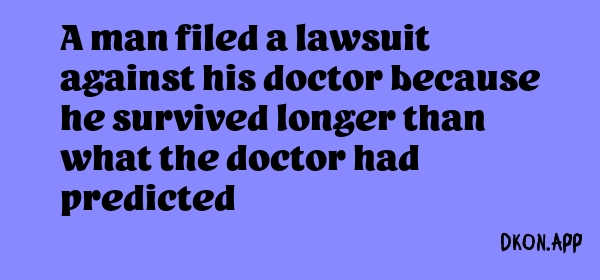 A man filed a lawsuit
against his doctor because
he survived longer than
what the doctor had
predicted
DKON.APP